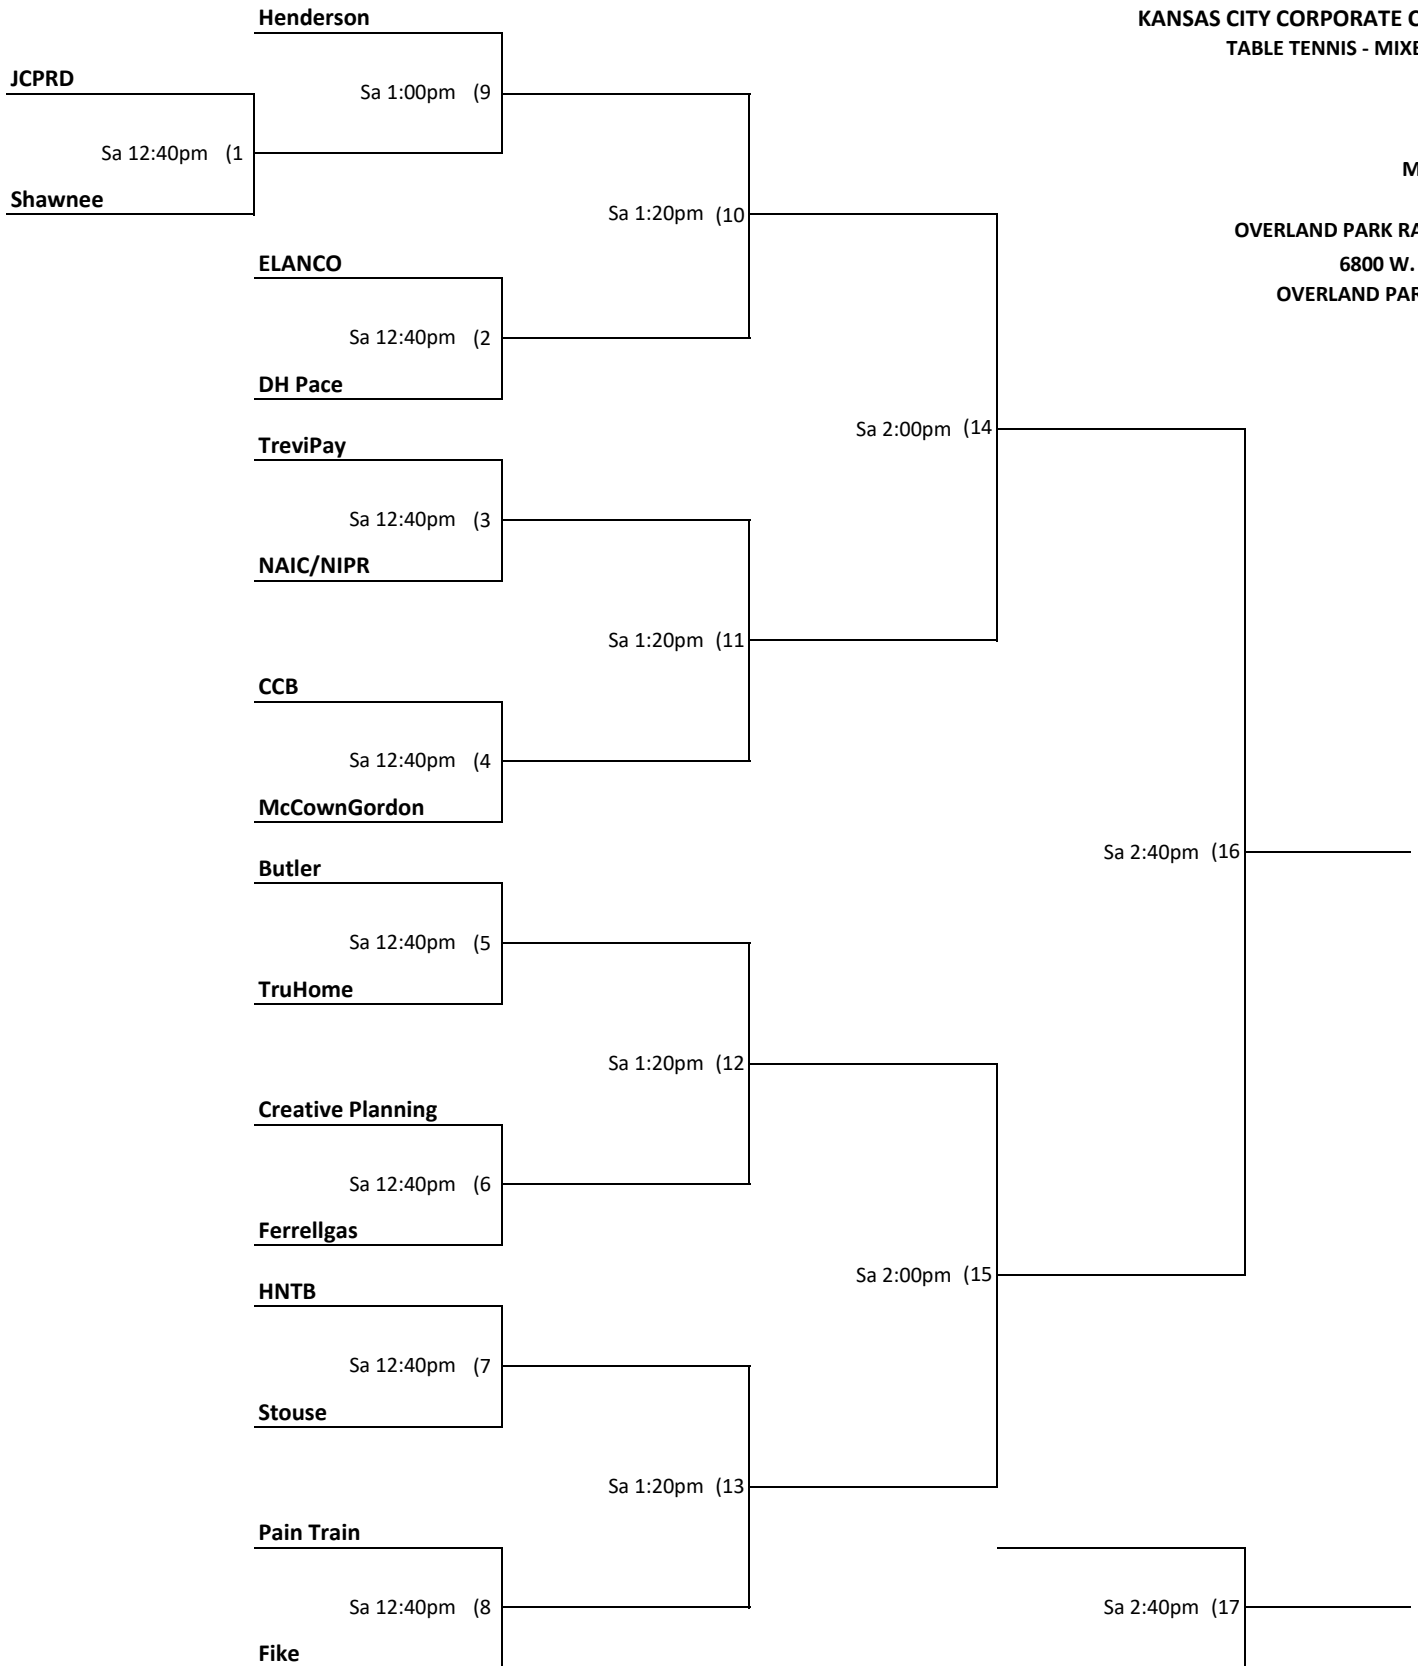 Henderson
KANSAS CITY CORPORATE C
TABLE TENNIS - MIXE
JCPRD
Sa 1:00pm (9
Sa 12:40pm (1
M
Shawnee
Sa 1:20pm (10
OVERLAND PARK RA
ELANCO
6800 W.
OVERLAND PAR
Sa 12:40pm (2
DH Pace
Sa 2:00pm (14
TreviPay
Sa 12:40pm (3
NAIC/NIPR
Sa 1:20pm (11
CCB
Sa 12:40pm (4
McCownGordon
Sa 2:40pm (16
Butler
Sa 12:40pm (5
TruHome
Sa 1:20pm (12
Creative Planning
Sa 12:40pm (6
Ferrellgas
Sa 2:00pm (15
HNTB
Sa 12:40pm (7
Stouse
Sa 1:20pm (13
Pain Train
Sa 12:40pm (8
Sa 2:40pm (17
Fike